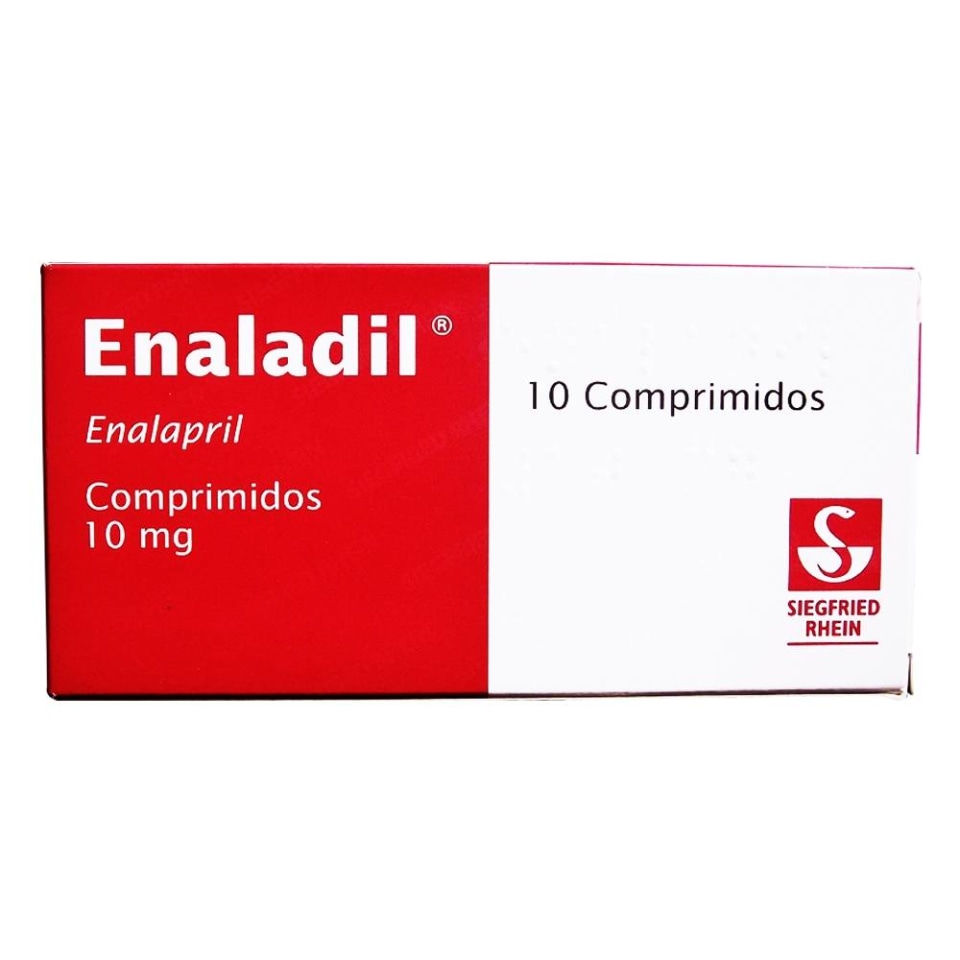 Enaladil®
Enalapril
Comprimidos
10 mg
10 Comprimidos
SIEGFRIED
RHEIN